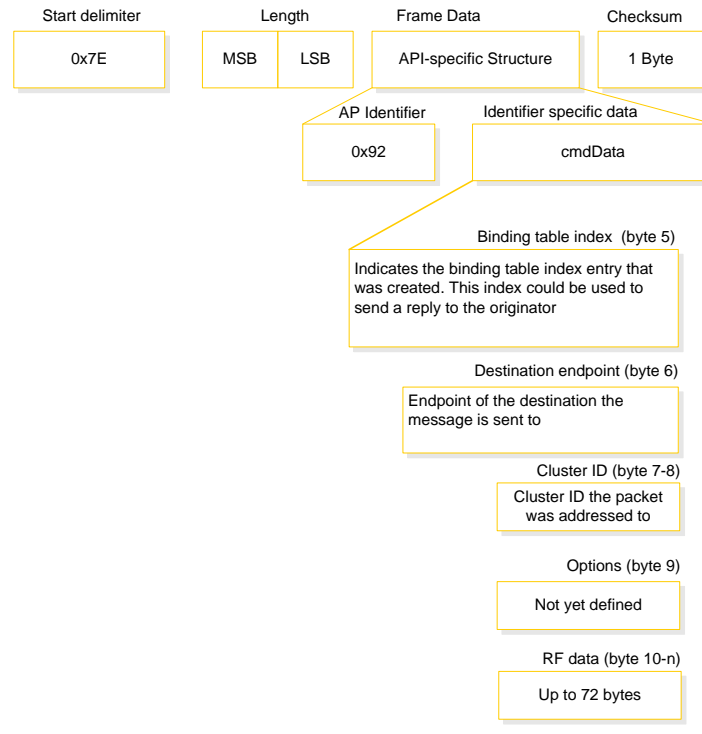 Start delimiter Length Frame Data Checksum
0x7E MSB LSB API-specific Structure 1 Byte
AP Identifier Identifier specific data
0x92 cmdData
Binding table index (byte 5)
Indicates the binding table index entry that
was created. This index could be used to
send a reply to the originator
Destination endpoint (byte 6)
Endpoint of the destination the
message is sent to
Cluster ID (byte 7-8)
Cluster ID the packet
was addressed to
Options (byte 9)
Not yet defined
RF data (byte 10-n)
Up to 72 bytes